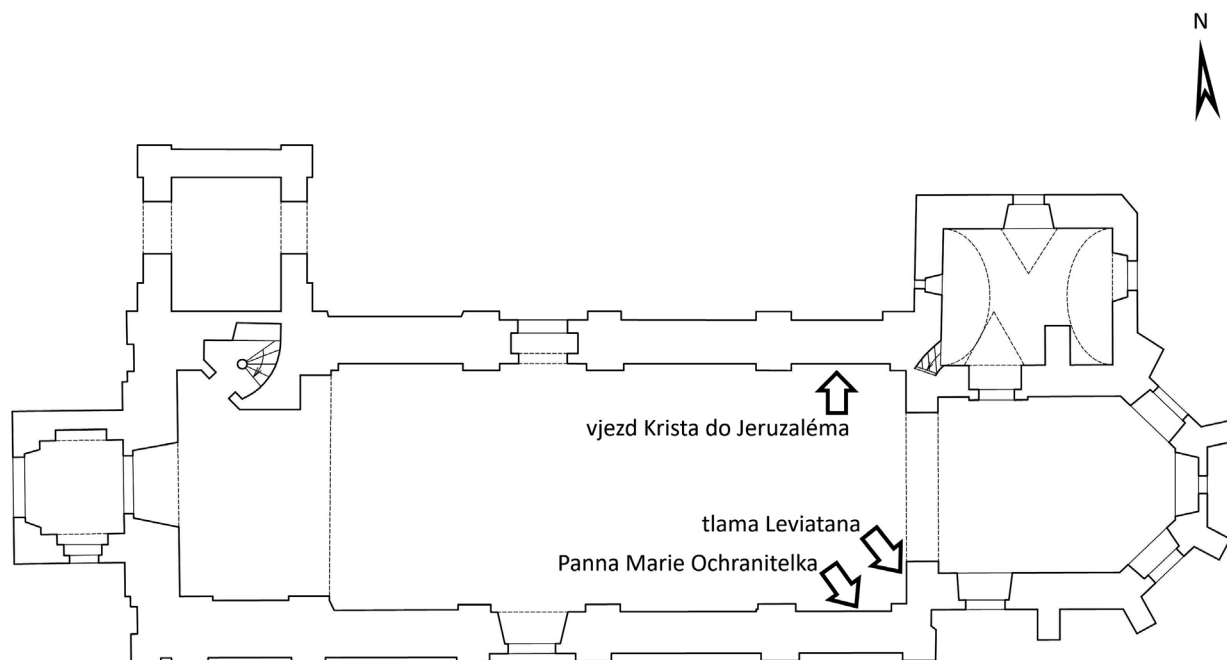 N
vjezd Krista do Jeruzaléma
tlama Leviatana
Panna Marie Ochranitelka